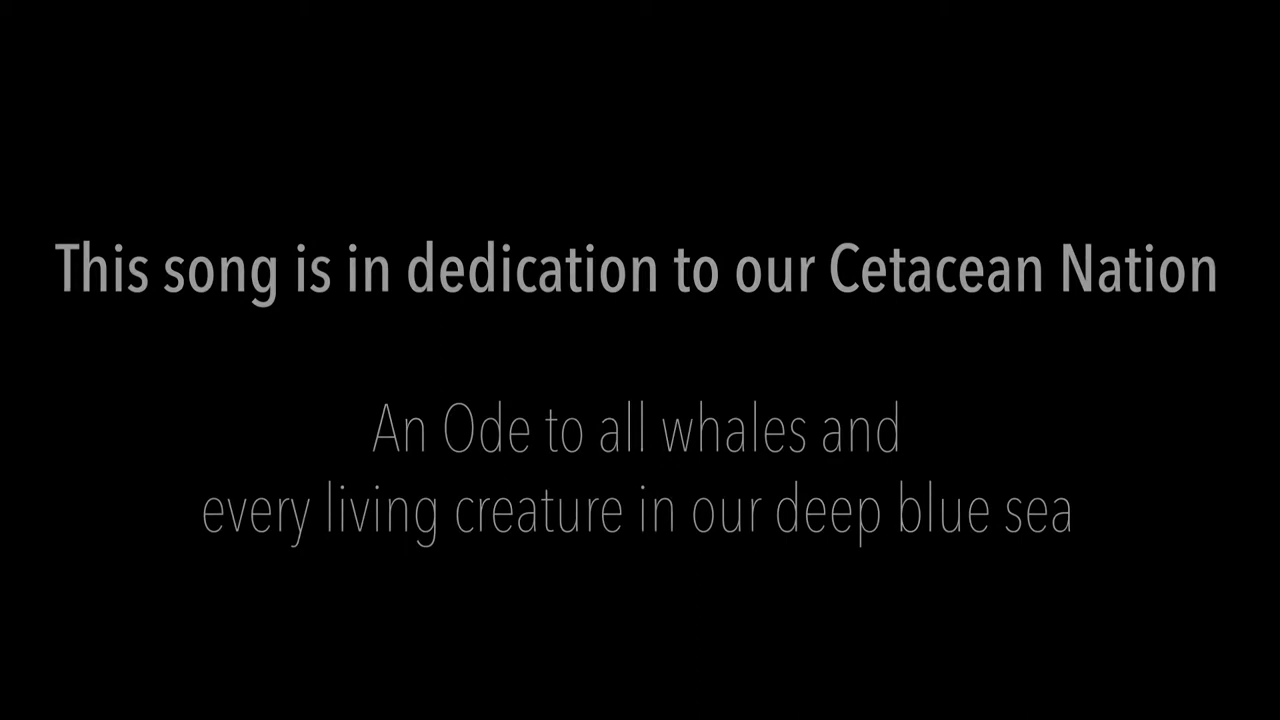 This song is in dedication to our Cetacean Nation
An Ode to all whales and
every living creature in our deep blue sea